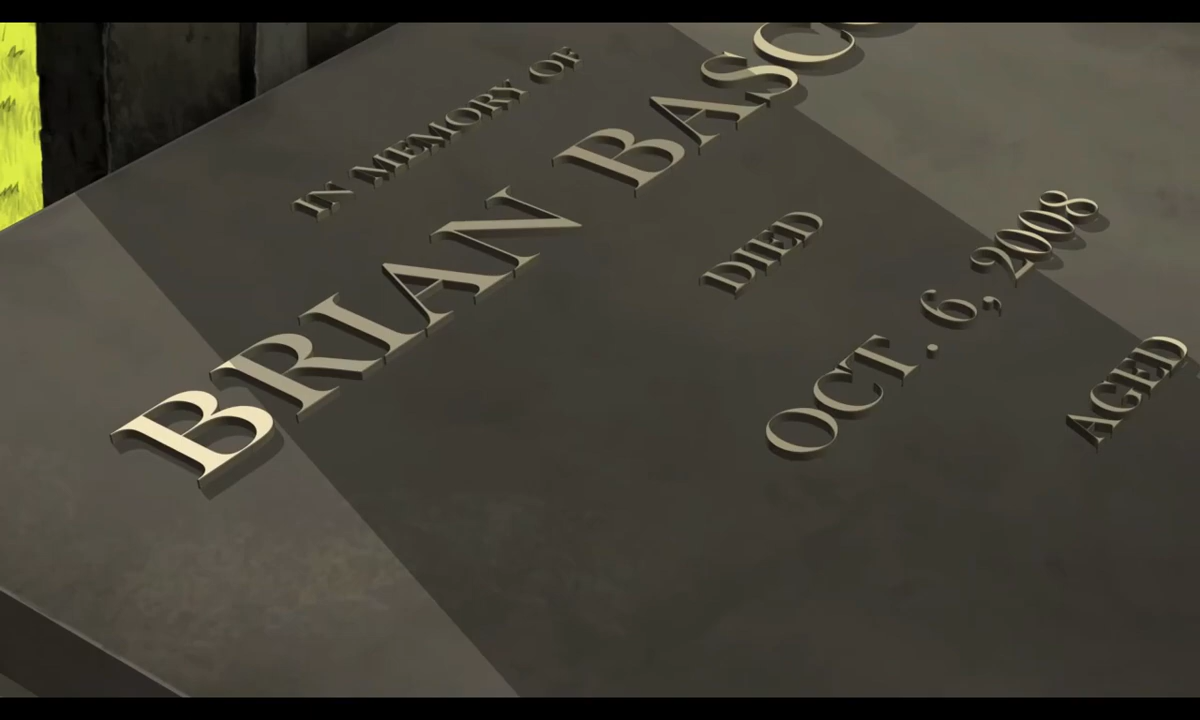 IN MEMORY OF
BRIAN BASC
DIED
OCT. 6, 2008
AGED